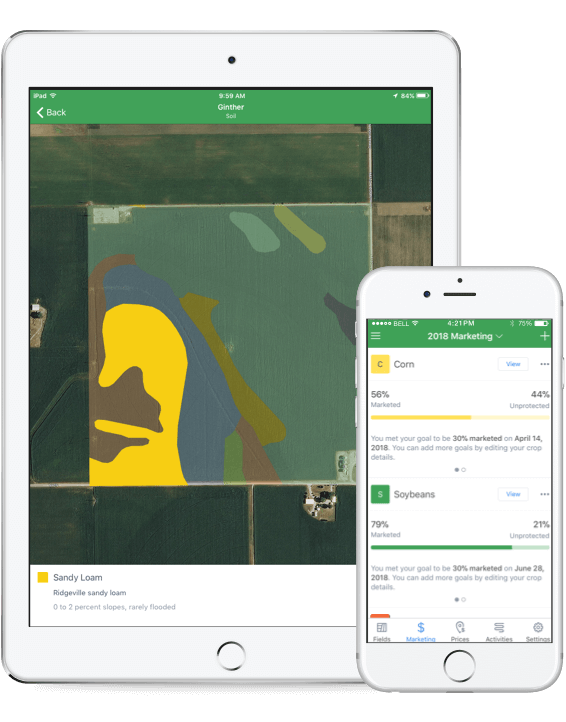 iPad 9:59 AM 84%
Back Ginther
Soil
Sandy Loam
Ridgeville sandy loam
0 to 2 percent slopes, rarely flooded
BELL 4:21 PM 75%
2018 Marketing
C Corn View
56% 44%
Marketed Unprotected
You met your goal to be 30% marketed on April 14,
2018. You can add more goals by editing your crop
details.
S Soybeans View
79% 21%
Marketed Unprotected
You met your goal to be 30% marketed on June 28,
2018. You can add more goals by editing your crop
details.
Fields Marketing Prices Activities Settings